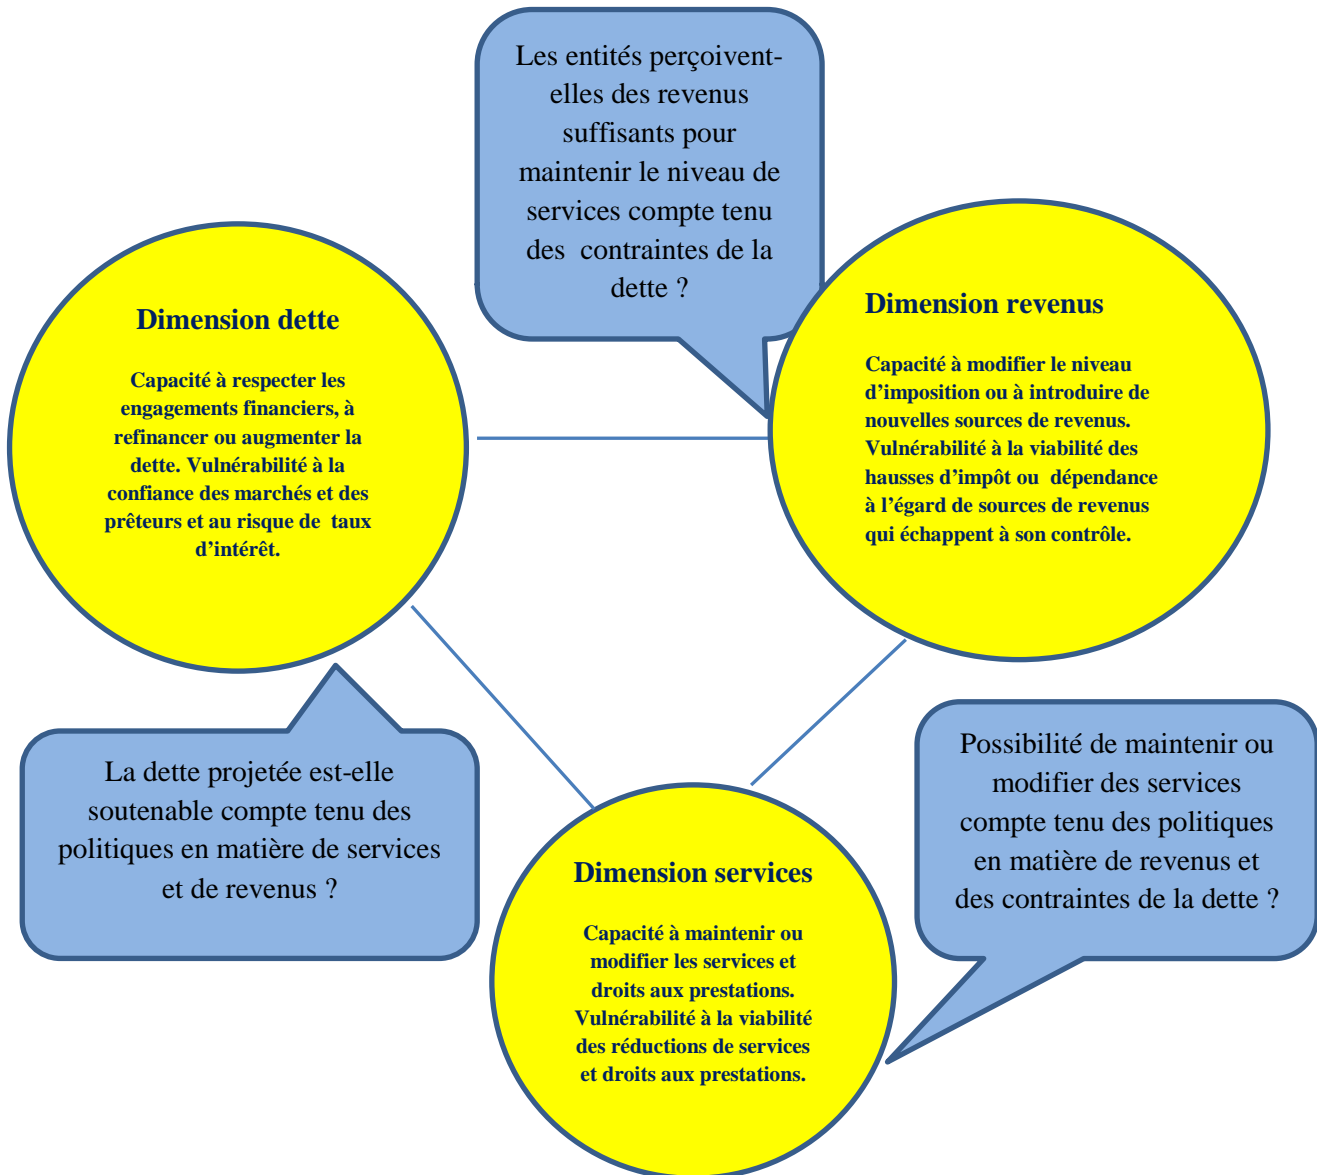 Les entités perçoivent-
elles des revenus
suffisants pour
maintenir le niveau de
services compte tenu
des contraintes de la
dette ?
Dimension dette
Capacité à respecter les
engagements financiers, à
refinancer ou augmenter la
dette. Vulnérabilité à la
confiance des marchés et des
prêteurs et au risque de taux
d’intérêt.
Dimension revenus
Capacité à modifier le niveau
d’imposition ou à introduire de
nouvelles sources de revenus.
Vulnérabilité à la viabilité des
hausses d’impôt ou dépendance
à l’égard de sources de revenus
qui échappent à son contrôle.
La dette projetée est-elle
soutenable compte tenu des
politiques en matière de services
et de revenus ?
Dimension services
Capacité à maintenir ou
modifier les services et
droits aux prestations.
Vulnérabilité à la viabilité
des réductions de services
et droits aux prestations.
Possibilité de maintenir ou
modifier des services
compte tenu des politiques
en matière de revenus et
des contraintes de la dette ?